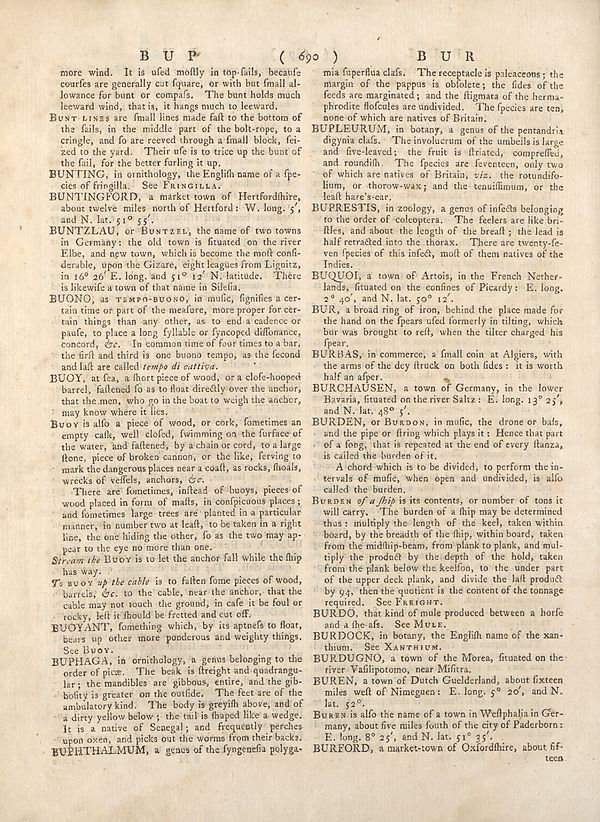 B U P
( 690 )
B U R
more wind. It is uſed moſtly in top-ſails, becauſe
courſes are generally cut ſquare, or with but ſmall al-
lowance for bunt or compaſs. The bunt holds much
leeward wind, that is, it hangs much to leeward.
BUNT-LINES are ſmall lines made faſt to the bottom of
the ſails, in the middle part of the bolt-rope, to a
cringle, and ſo are reeved through a ſmall block, ſei-
zed to the yard. Their uſe is to trice up the bunt of
the ſail, for the better furling it up.
BUNTING, in ornithology, the Engliſh name of a ſpe-
cies of fringilla. See FRINGILLA.
BUNTINGFORD, a market town of Hertfordſhire,
about twelve miles north of Hertford: W. long. 5′,
and N. lat. 51° 55′.
BUNTZLAU, or BUNTZEL, the name of two towns
in Germany: the old town is ſituated on the river
Elbe, and new town, which is become the moſt conſi-
derable, upon the Gizare, eight leagues from Lignitz,
in 16° 26′ E. long. and 51° 12′ N. latitude. There
is likewiſe a town of that name in Sileſia.
BUONO, as TEMPO-BUONO, in muſic, ſignifies a cer-
tain time or part of the meaſure, more proper for cer-
tain things than any other, as to end a cadence or
pauſe, to place a long ſyllable or ſyncoped diſſonance,
concord, &c. In common time of four times to a bar,
the firſt and third is one buono tempo, as the ſecond
and laſt are called tempo di cattiva.
BUOY, at ſea, a ſhort piece of wood, or a cloſe-hooped
barrel, faſtened ſo as to float directly over the anchor,
that the men, who go in the boat to weigh the anchor,
may know where it lies.
BUOY is alſo a piece of wood, or cork, ſometimes an
empty caſk, well cloſed, ſwimming on the ſurface of
the water, and faſtened, by a chain or cord, to a large
ſtone, piece of broken cannon, or the like, ſerving to
mark the dangerous places near a coaſt, as rocks, ſhoals,
wrecks of veſſels, anchors, &c.
There are ſometimes, inſtead of buoys, pieces of
wood placed in form of maſts, in conſpicuous places;
and ſometimes large trees are planted in a particular
manner, in number two at leaſt, to be taken in a right
line, the one hiding the other, ſo as the two may ap-
pear to the eye no more than one.
Stream the BUOY is to let the anchor fall while the ſhip
has way.
To BUOY up the cable is to faſten ſome pieces of wood,
barrels, &c. to the cable, near the anchor, that the
cable may not touch the ground, in caſe it be foul or
rocky, leſt it ſhould be fretted and cut off.
BUOYANT, ſomething which, by its aptneſs to float,
bears up other more ponderous and weighty things.
See BUOY.
BUPHAGA, in ornithology, a genus belonging to the
order of picæ. The beak is ſtreight and quadrangu-
lar; the mandibles are gibbous, entire, and the gib-
boſity is greater on the outſide. The feet are of the
ambulatory kind. The body is greyiſh above, and of
a dirty yellow below; the tail is ſhaped like a wedge.
It is a native of Senegal; and frequently perches
upon oxen, and picks out the worms from their backs.
BUPHTHALMUM, a genus of the ſyngeneſia polyga-
mia ſuperflua claſs. The receptacle is paleaceous; the
margin of the pappus is obſolete; the ſides of the
ſeeds are marginated; and the ſtigmata of the herma-
phrodite floſcules are undivided. The ſpecies are ten,
none of which are natives of Britain.
BUPLEURUM, in botany, a genus of the pentandria
digynia claſs. The involucrum of the umbells is large
and five-leaved; the fruit is ſtriated, compreſſed,
and roundiſh. The ſpecies are ſeventeen, only two
of which are natives of Britain, viz. the rotundifo-
lium, or thorow-wax; and the tenuiſſimum, or the
leaſt hare's-ear.
BUPRESTIS, in zoology, a genus of inſects belonging
to the order of coleoptera. The feelers are like bri-
ſtles, and about the length of the breaſt; the lead is
half retracted into the thorax. There are twenty-ſe-
ven ſpecies of this inſect, moſt of them natives of the
Indies.
BUQUOI, a town of Artois, in the French Nether-
lands, ſituated on the confines of Picardy: E. long.
2° 40′, and N. lat. 50° 12′.
BUR, a broad ring of iron, behind the place made for
the hand on the ſpears uſed formerly in tilting, which
bur was brought to reſt, when the tilter charged his
ſpear.
BURBAS, in commerce, a ſmall coin at Algiers, with
the arms of the dey ſtruck on both ſides: it is worth
half an aſper.
BURCHAUSEN, a town of Germany, in the lower
Bavaria, ſituated on the river Saltz: E. long. 13° 25′,
and N. lat. 48° 5′.
BURDEN, or BURDON, in muſic, the drone or baſs,
and the pipe or ſtring which plays it: Hence that part
of a ſong, that is repeated at the end of every ſtanza,
is called the burden of it.
A chord which is to be divided, to perform the in-
tervals of muſic, when open and undivided, is alſo
called the burden.
BURDEN of a ſhip is its contents, or number of tons it
will carry. The burden of a ſhip may be determined
thus: multiply the length of the keel, taken within
board, by the breadth of the ſhip, within board, taken
from the midſhip-beam, from plank to plank, and mul-
tiply the product by the depth of the hold, taken
from the plank below the keelſon, to the under part
of the upper deck plank, and divide the laſt product
by 94, then the quotient is the content of the tonnage
required. See FREIGHT.
BURDO, that kind of mule produced between a horſe
and a ſhe-aſs. See MULE.
BURDOCK, in botany, the Engliſh name of the xan-
thium. See XANTHIUM.
BURDUGNO, a town of the Morea, ſituated on the
river Vaſilipotomo, near Miſitra.
BUREN, a town of Dutch Guelderland, about ſixteen
miles weſt of Nimeguen: E. long. 5° 20′, and N.
lat. 52°.
BUREN is alſo the name of a town in Weſtphalia in Ger-
many, about five miles ſouth of the city of Paderborn:
E. long. 8° 25′, and N. lat. 51° 35′.
BURFORD, a market-town of Oxfordſhire, about fif-
teen